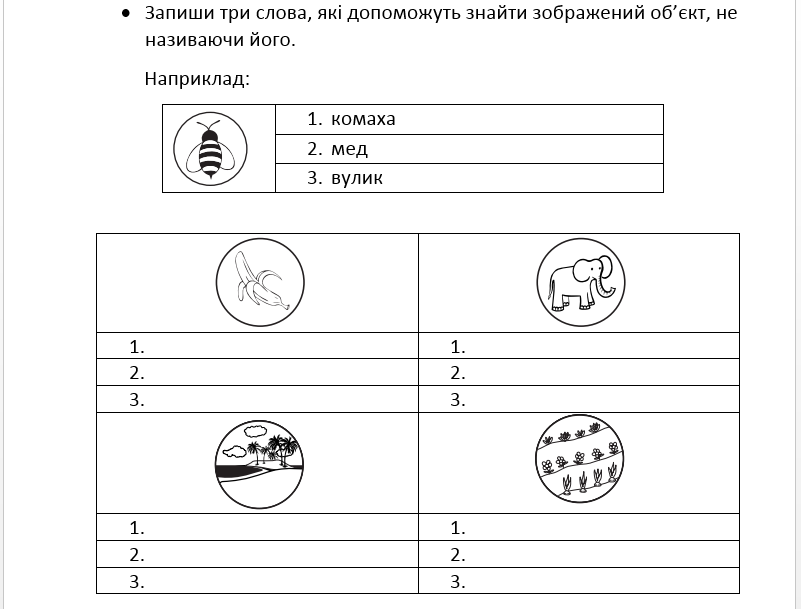 • Запиши три слова, які допоможуть знайти зображений об’єкт, не
називаючи його.
Наприклад:
1. комаха
2. мед
3. вулик
1.
2.
3.
1.
2.
3.
1.
2.
3.
1.
2.
3.